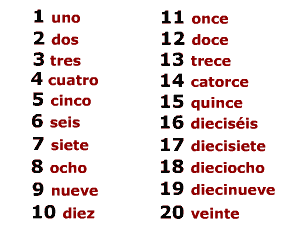 1 uno
2 dos
3 tres
4 cuatro
5 cinco
6 seis
7 siete
8 ocho
9 nueve
10 diez
11 once
12 doce
13 trece
14 catorce
15 quince
16 dieciséis
17 diecisiete
18 dieciocho
19 diecinueve
20 veinte